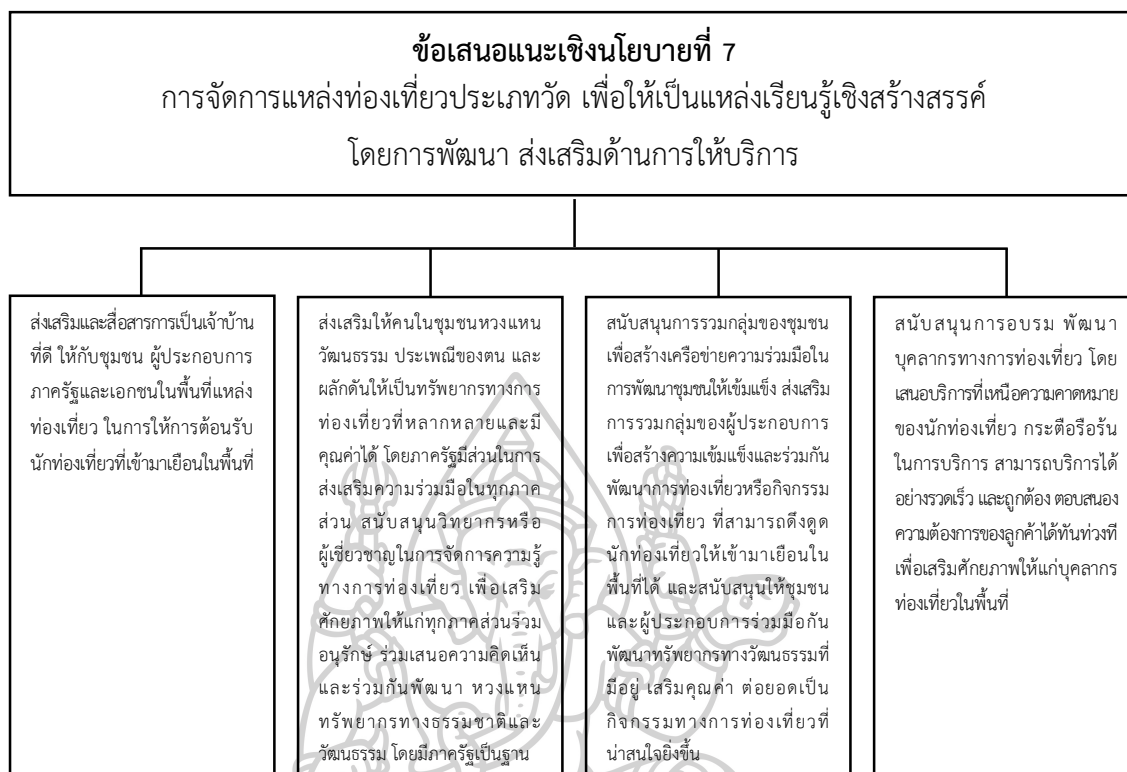 ข้อเสนอแนะเชิงนโยบายที่ 7
การจัดการแหล่งท่องเที่ยวประเภทวัด เพื่อให้เป็นแหล่งเรียนรู้เชิงสร้างสรรค์
โดยการพัฒนา ส่งเสริมด้านการให้บริการ
ส่งเสริมและสื่อสารการเป็นเจ้าบ้าน
ที่ดี ให้กับชุมชน ผู้ประกอบการ
ภาครัฐและเอกชนในพื้นที่แหล่ง
ท่องเที่ยว ในการให้การต้อนรับ
นักท่องเที่ยวที่เข้ามาเยือนในพื้นที่
ส่งเสริมให้คนในชุมชนหวงแหน
วัฒนธรรม ประเพณีของตน และ
ผลักดันให้เป็นทรัพยากรทางการ
ท่องเที่ยวที่หลากหลายและมี
คุณค่าได้ โดยภาครัฐมีส่วนในการ
ส่งเสริมความร่วมมือในทุกภาค
ส่วน สนับสนุนวิทยากรหรือ
ผู้เชี่ยวชาญในการจัดการความรู้
ทางการท่องเที่ยว เพื่อเสริม
ศักยภาพให้แก่ทุกภาคส่วนร่วม
อนุรักษ์ ร่วมเสนอความคิดเห็น
และร่วมกันพัฒนา หวงแหน
ทรัพยากรทางธรรมชาติและ
วัฒนธรรม โดยมีภาครัฐเป็นฐาน
สนับสนุนการรวมกลุ่มของชุมชน
เพื่อสร้างเครือข่ายความร่วมมือใน
การพัฒนาชุมชนให้เข้มแข็ง ส่งเสริม
การรวมกลุ่มของผู้ประกอบการ
เพื่อสร้างความเข้มแข็งและร่วมกัน
พัฒนาการท่องเที่ยวหรือกิจกรรม
การท่องเที่ยว ที่สามารถดึงดูด
นักท่องเที่ยวให้เข้ามาเยือนใน
พื้นที่ได้ และสนับสนุนให้ชุมชน
และผู้ประกอบการร่วมมือกัน
พัฒนาทรัพยากรทางวัฒนธรรมที่
มีอยู่ เสริมคุณค่า ต่อยอดเป็น
กิจกรรมทางการท่องเที่ยวที่
น่าสนใจยิ่งขึ้น
สนับสนุนการอบรม พัฒนา
บุคลากรทางการท่องเที่ยว โดย
เสนอบริการที่เหนือความคาดหมาย
ของนักท่องเที่ยว กระตือรือร้น
ในการบริการ สามารถบริการได้
อย่างรวดเร็ว และถูกต้อง ตอบสนอง
ความต้องการของลูกค้าได้ทันท่วงที
เพื่อเสริมศักยภาพให้แก่บุคลากร
ท่องเที่ยวในพื้นที่